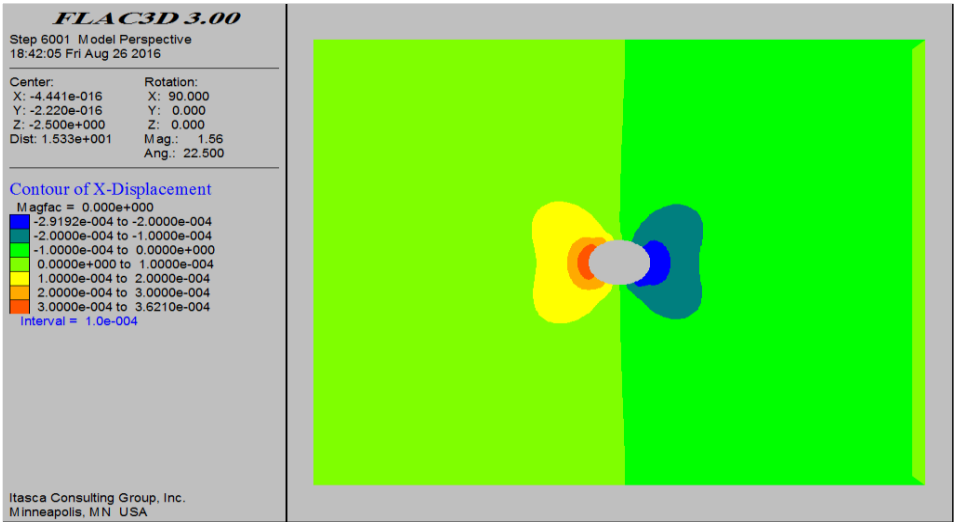 FLAC3D 3.00
Step 6001 Model Perspective
18:42:05 Fri Aug 26 2016
Center: Rotation:
X: -4.441e-016 X: 90.000
Y: -2.220e-016 Y: 0.000
Z: -2.500e+000 Z: 0.000
Dist: 1.533e+001 Mag.: 1.56
Ang.: 22.500
Contour of X-Displacement
Magfac = 0.000e+000
-2.9192e-004 to -2.0000e-004
-2.0000e-004 to -1.0000e-004
-1.0000e-004 to 0.0000e+000
0.0000e+000 to 1.0000e-004
1.0000e-004 to 2.0000e-004
2.0000e-004 to 3.0000e-004
3.0000e-004 to 3.6210e-004
Interval = 1.0e-004
Itasca Consulting Group, Inc.
Minneapolis, MN USA